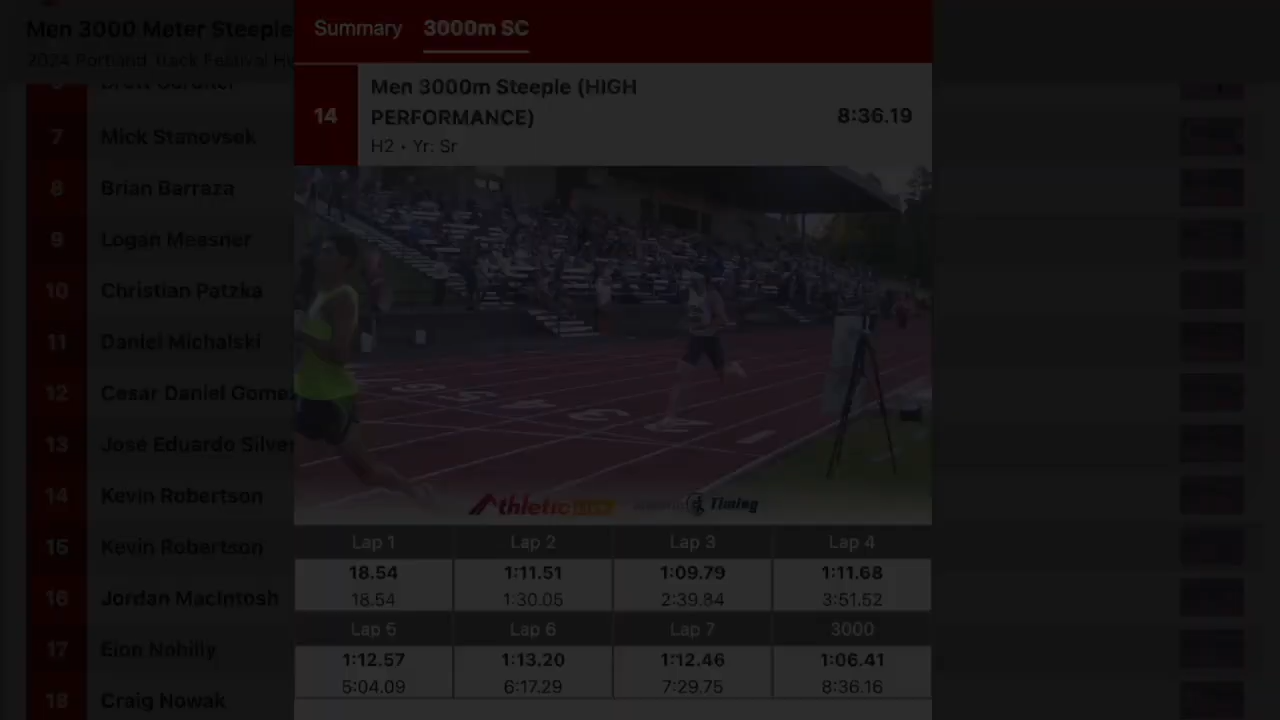 Men 3000 Meter Steeple
2024 Portland Track Festival
7 Mick Stanovsek
8 Brian Barraza
9 Logan Messner
10 Christian Patzka
11 Daniel Michalski
12 Cesar Daniel Gome
13 Jose Eduardo Silve
14 Kevin Robertson
15 Kevin Robertson
16 Jordan MacIntosh
17 Eion Nohilly
18 Craig Nowak
Summary 3000m SC
14 Men 3000m Steeple (HIGH
PERFORMANCE) 8:36.19
H2 • Yr: Sr
Athletic LIVE Timing
Lap 1 Lap 2 Lap 3 Lap 4
18.54 1:11.51 1:09.79 1:11.68
18.54 1:30.05 2:39.84 3:51.52
Lap 5 Lap 6 Lap 7 3000
1:12.57 1:13.20 1:12.46 1:06.41
5:04.09 6:17.29 7:29.75 8:36.16